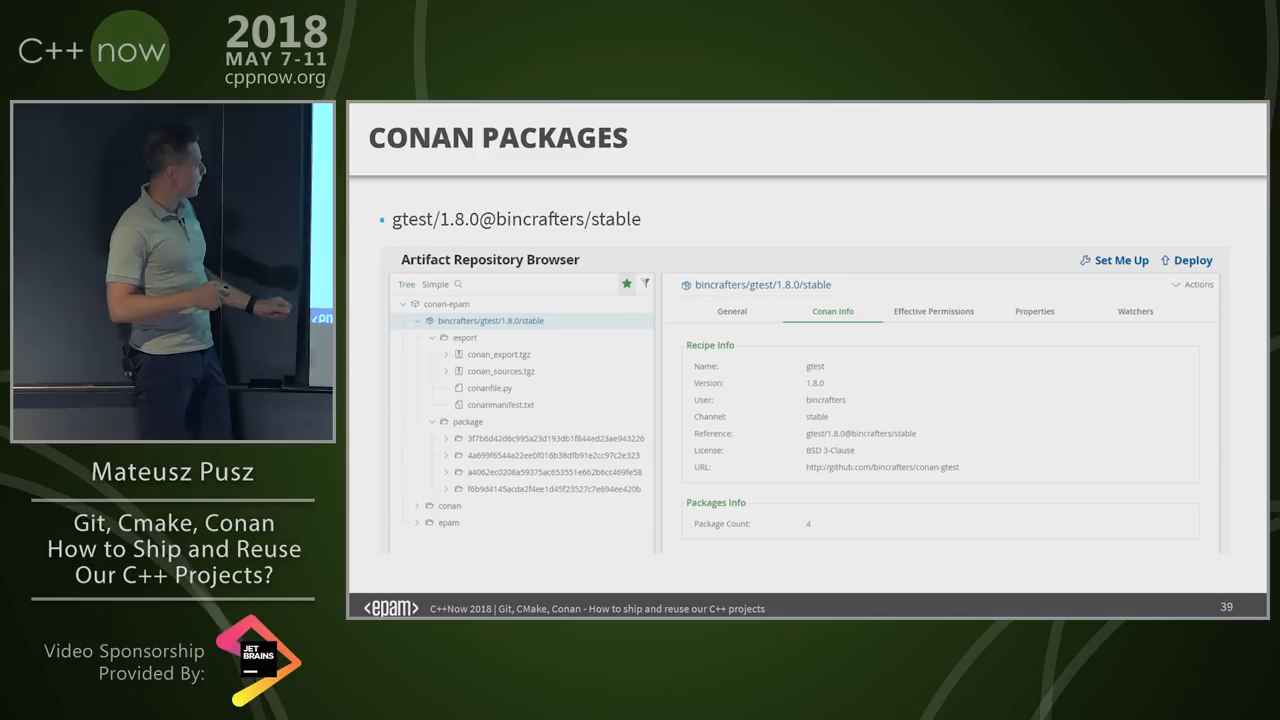 C++ now
2018
MAY 7-11
cppnow.org
Mateusz Pusz
Git, Cmake, Conan
How to Ship and Reuse
Our C++ Projects?
Video Sponsorship
Provided By:
JET
BRAINS
CONAN PACKAGES
• gtest/1.8.0@bincrafters/stable
Artifact Repository Browser
Set Me Up
Deploy
Tree Simple
conan-epam
bincrafters/gtest/1.8.0/stable
export
conan_export.tgz
conan_sources.tgz
conanfile.py
conanmanifest.txt
package
3f7b6d42d6c995a23d193db1f844ed23ae943226
4a699f6544a22ee0f016b38dfb91e2cc97c2e323
a4062ec0208a59375ac653551e662b6cc469fe58
f6b9d4145acda2f4ee1d45f23527c7e694ee420b
conan
epam
bincrafters/gtest/1.8.0/stable
Actions
General Conan Info Effective Permissions Properties Watchers
Recipe Info
Name: gtest
Version: 1.8.0
User: bincrafters
Channel: stable
Reference: gtest/1.8.0@bincrafters/stable
License: BSD 3-Clause
URL: http://github.com/bincrafters/conan-gtest
Packages Info
Package Count: 4
<epam> C++Now 2018 | Git, CMake, Conan - How to ship and reuse our C++ projects
39